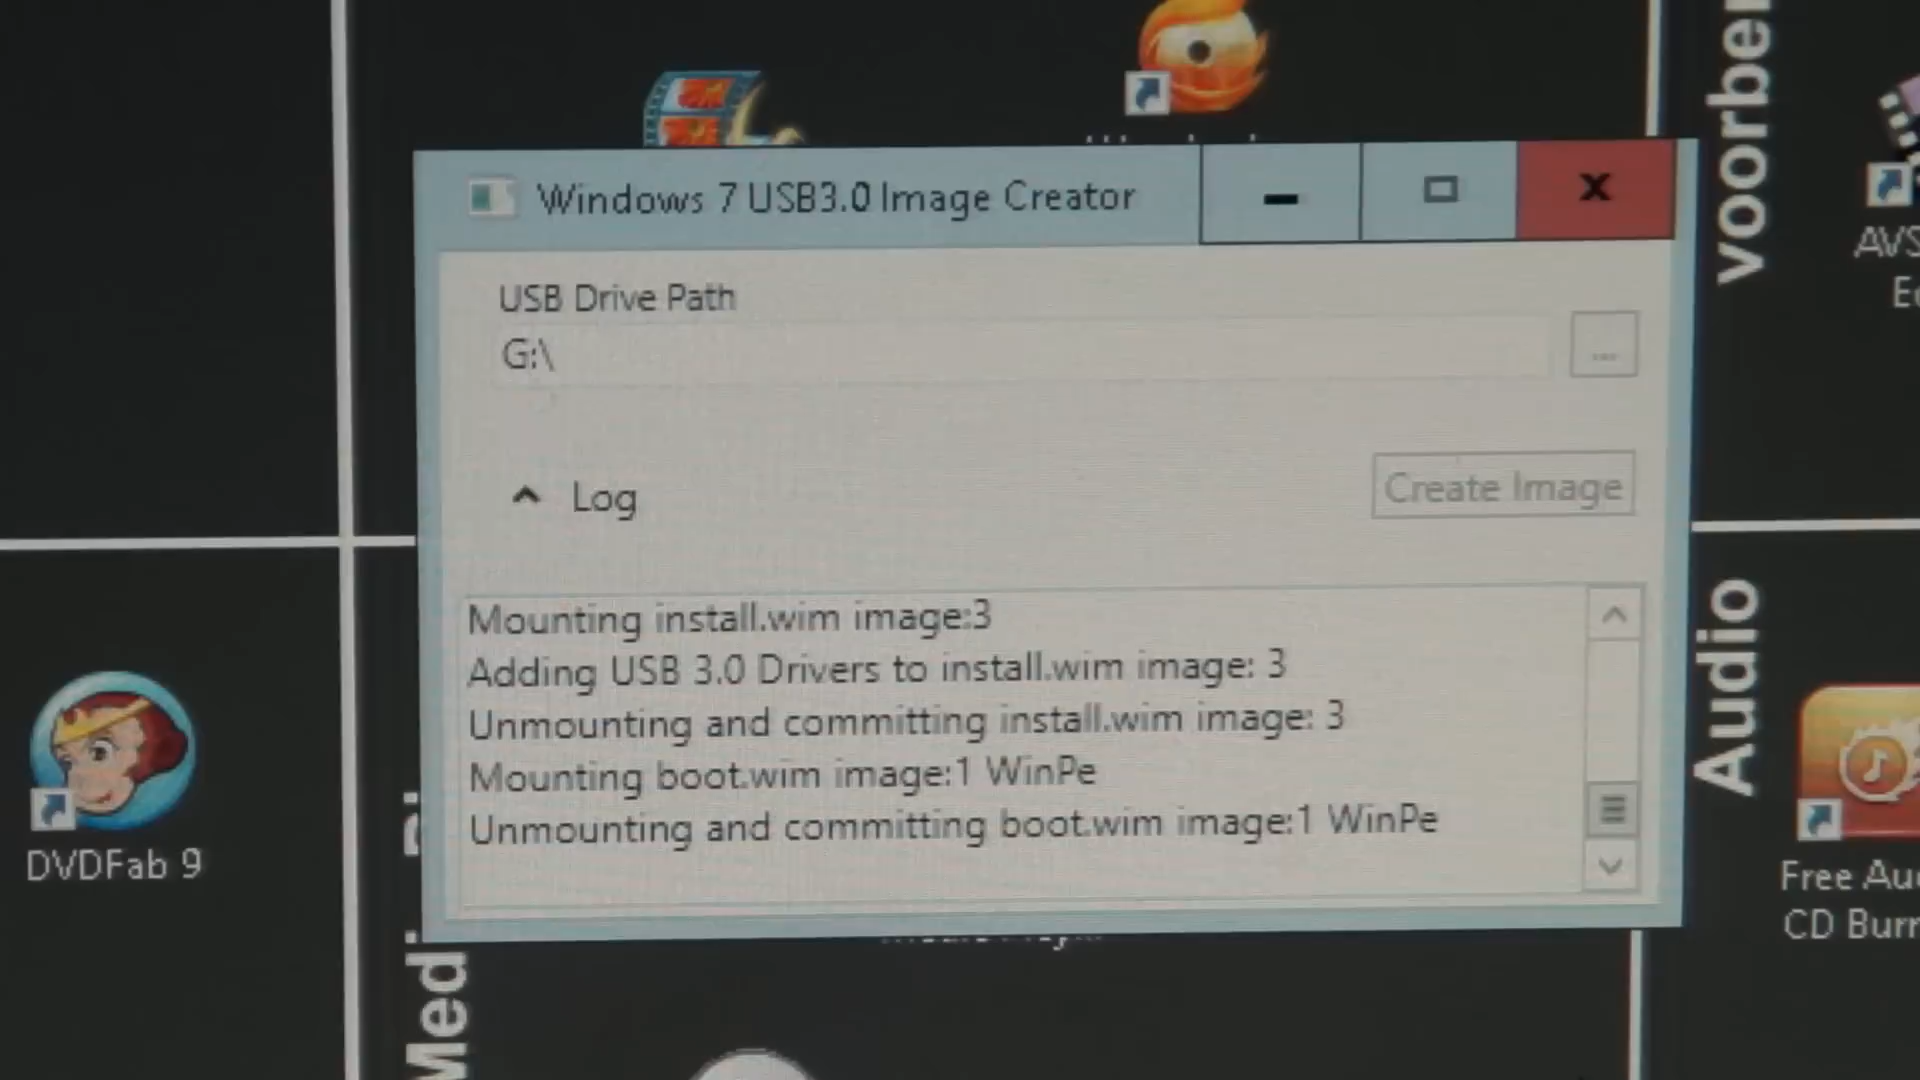 Windows 7 USB3.0 Image Creator
USB Drive Path
G:\
...
Log
Create Image
Mounting install.wim image:3
Adding USB 3.0 Drivers to install.wim image: 3
Unmounting and committing install.wim image: 3
Mounting boot.wim image:1 WinPe
Unmounting and committing boot.wim image:1 WinPe
DVDFab 9
Med
voorber
AVS
Audio
Free Au
CD Burr